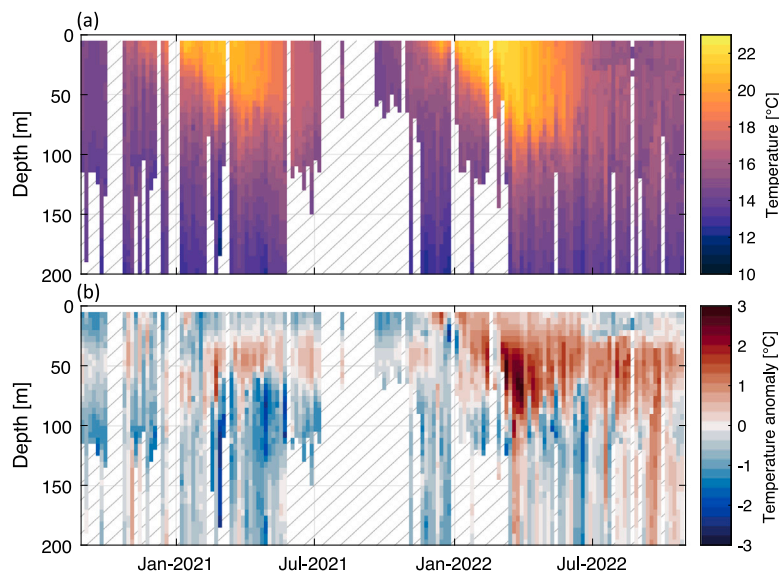 (a)
0
50
100
150
200
Depth [m]
22
20
18
16
14
12
10
Temperature [°C]
(b)
0
50
100
150
200
Depth [m]
Jan-2021
Jul-2021
Jan-2022
Jul-2022
3
2
1
0
-1
-2
-3
Temperature anomaly [°C]